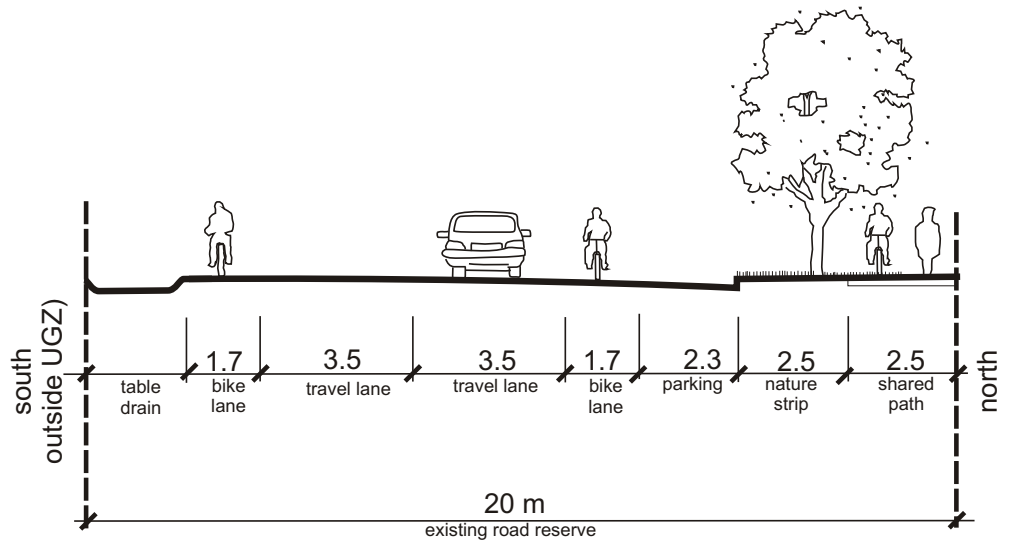 south
outside UGZ)
1.7
3.5
3.5
1.7
2.3
2.5
2.5
table
drain
bike
lane
travel lane
travel lane
bike
lane
parking
nature
strip
shared
path
north
20 m
existing road reserve